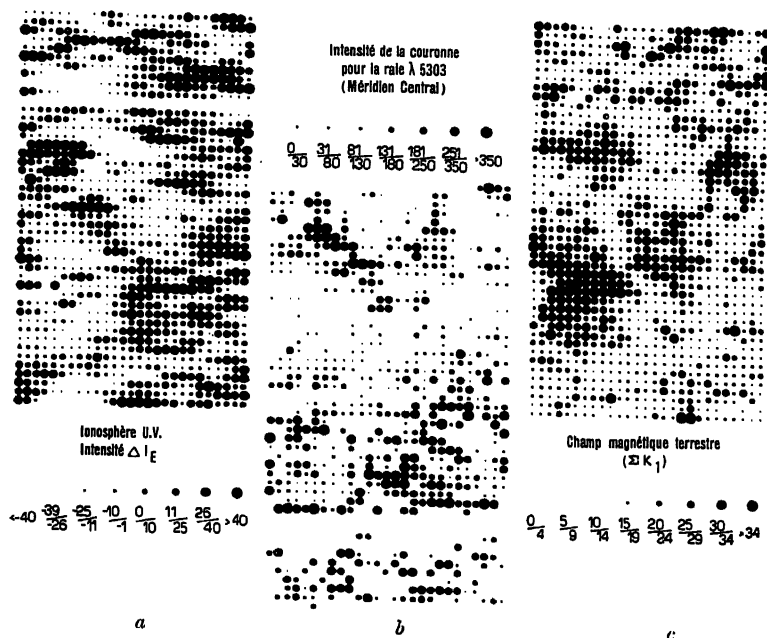 Intensité de la couronne
pour la raie λ 5303
(Méridien Central)
0/30 31/80 81/130 131/180 181/250 251/350 >350
Ionosphère U.V.
Intensité Δ I_E
<-40 -39/-26 -25/-11 -10/-1 0/10 11/25 26/40 >40
Champ magnétique terrestre
(ΣK₁)
0/4 5/9 10/14 15/19 20/24 25/29 30/34 >34
a b c